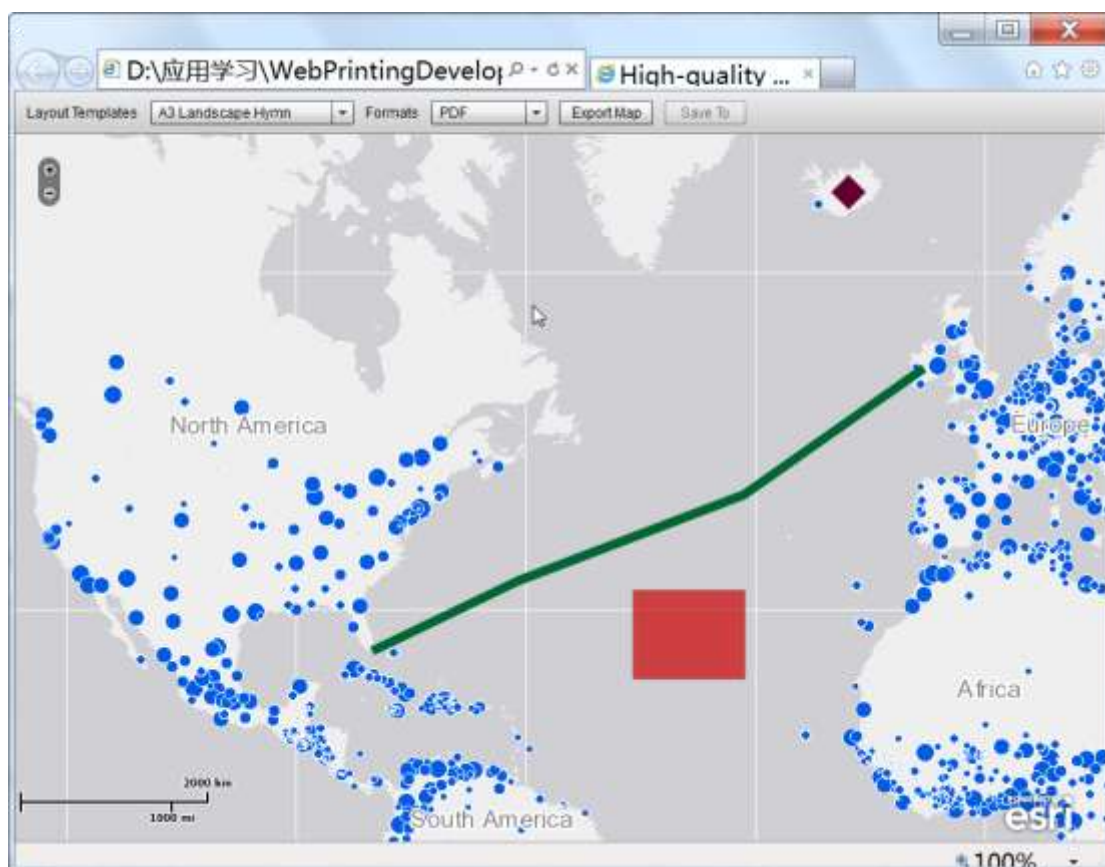 D:\应用学习\WebPrintingDevelop
High-quality ...
Layout Templates A3 Landscape Hymn Formats PDF Export Map Save To
North America
Europe
Africa
2000 km
1000 mi
South America
esri
100%